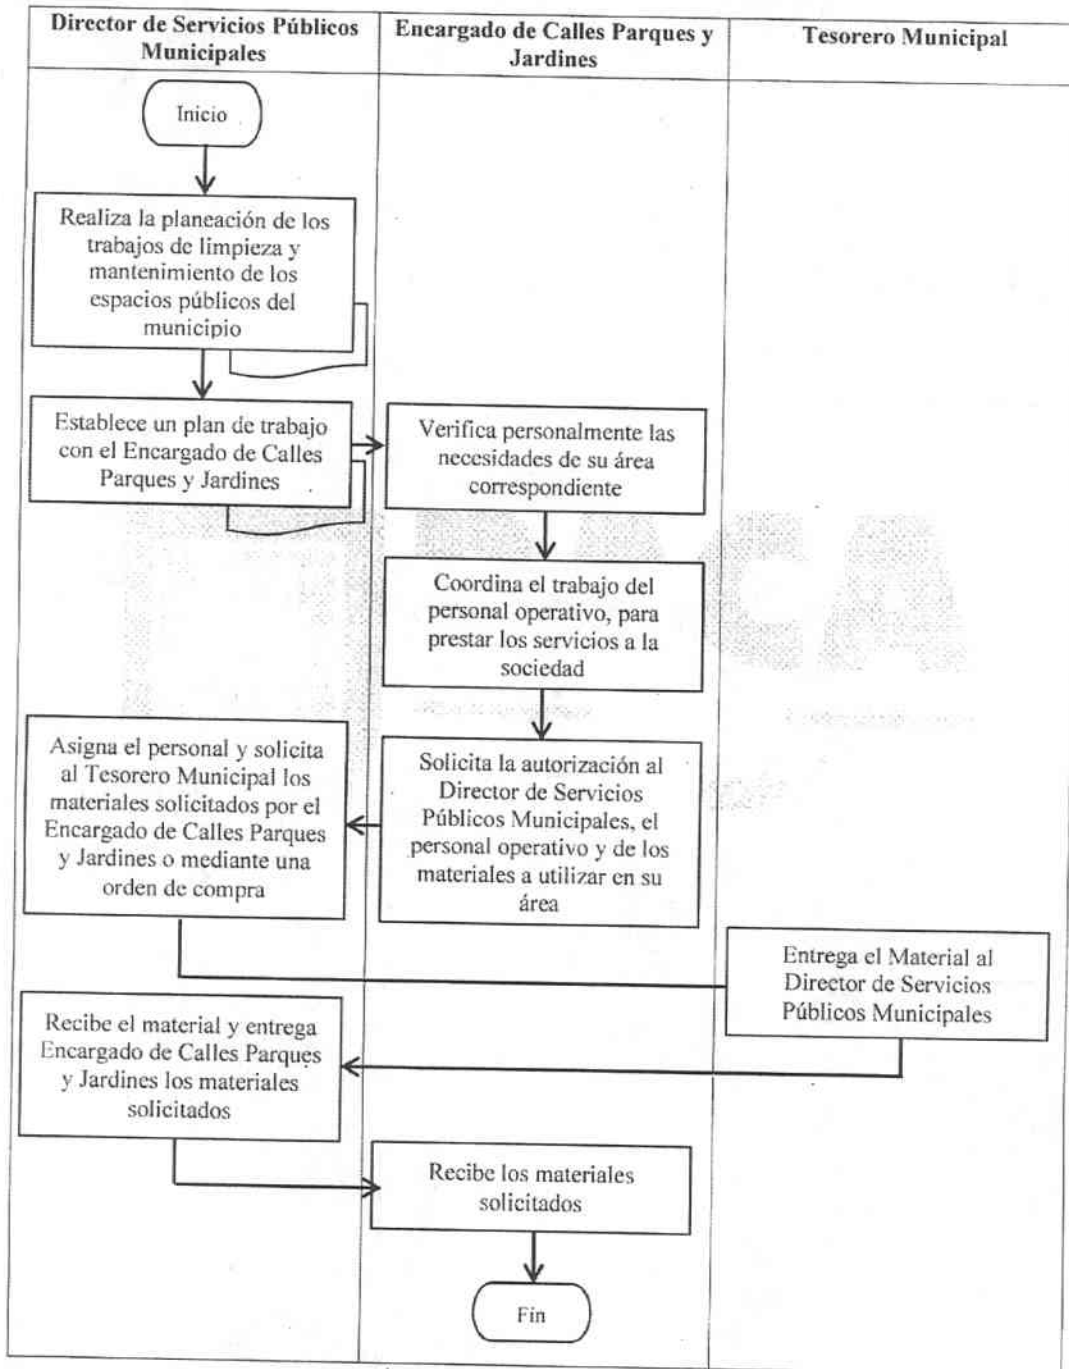 Director de Servicios Públicos
Municipales
Encargado de Calles Parques y
Jardines
Tesorero Municipal
Inicio
Realiza la planeación de los
trabajos de limpieza y
mantenimiento de los
espacios públicos del
municipio
Establece un plan de trabajo
con el Encargado de Calles
Parques y Jardines
Verifica personalmente las
necesidades de su área
correspondiente
Coordina el trabajo del
personal operativo, para
prestar los servicios a la
sociedad
Solicita la autorización al
Director de Servicios
Públicos Municipales, el
personal operativo y de los
materiales a utilizar en su
área
Asigna el personal y solicita
al Tesorero Municipal los
materiales solicitados por el
Encargado de Calles Parques
y Jardines o mediante una
orden de compra
Entrega el Material al
Director de Servicios
Públicos Municipales
Recibe el material y entrega
Encargado de Calles Parques
y Jardines los materiales
solicitados
Recibe los materiales
solicitados
Fin